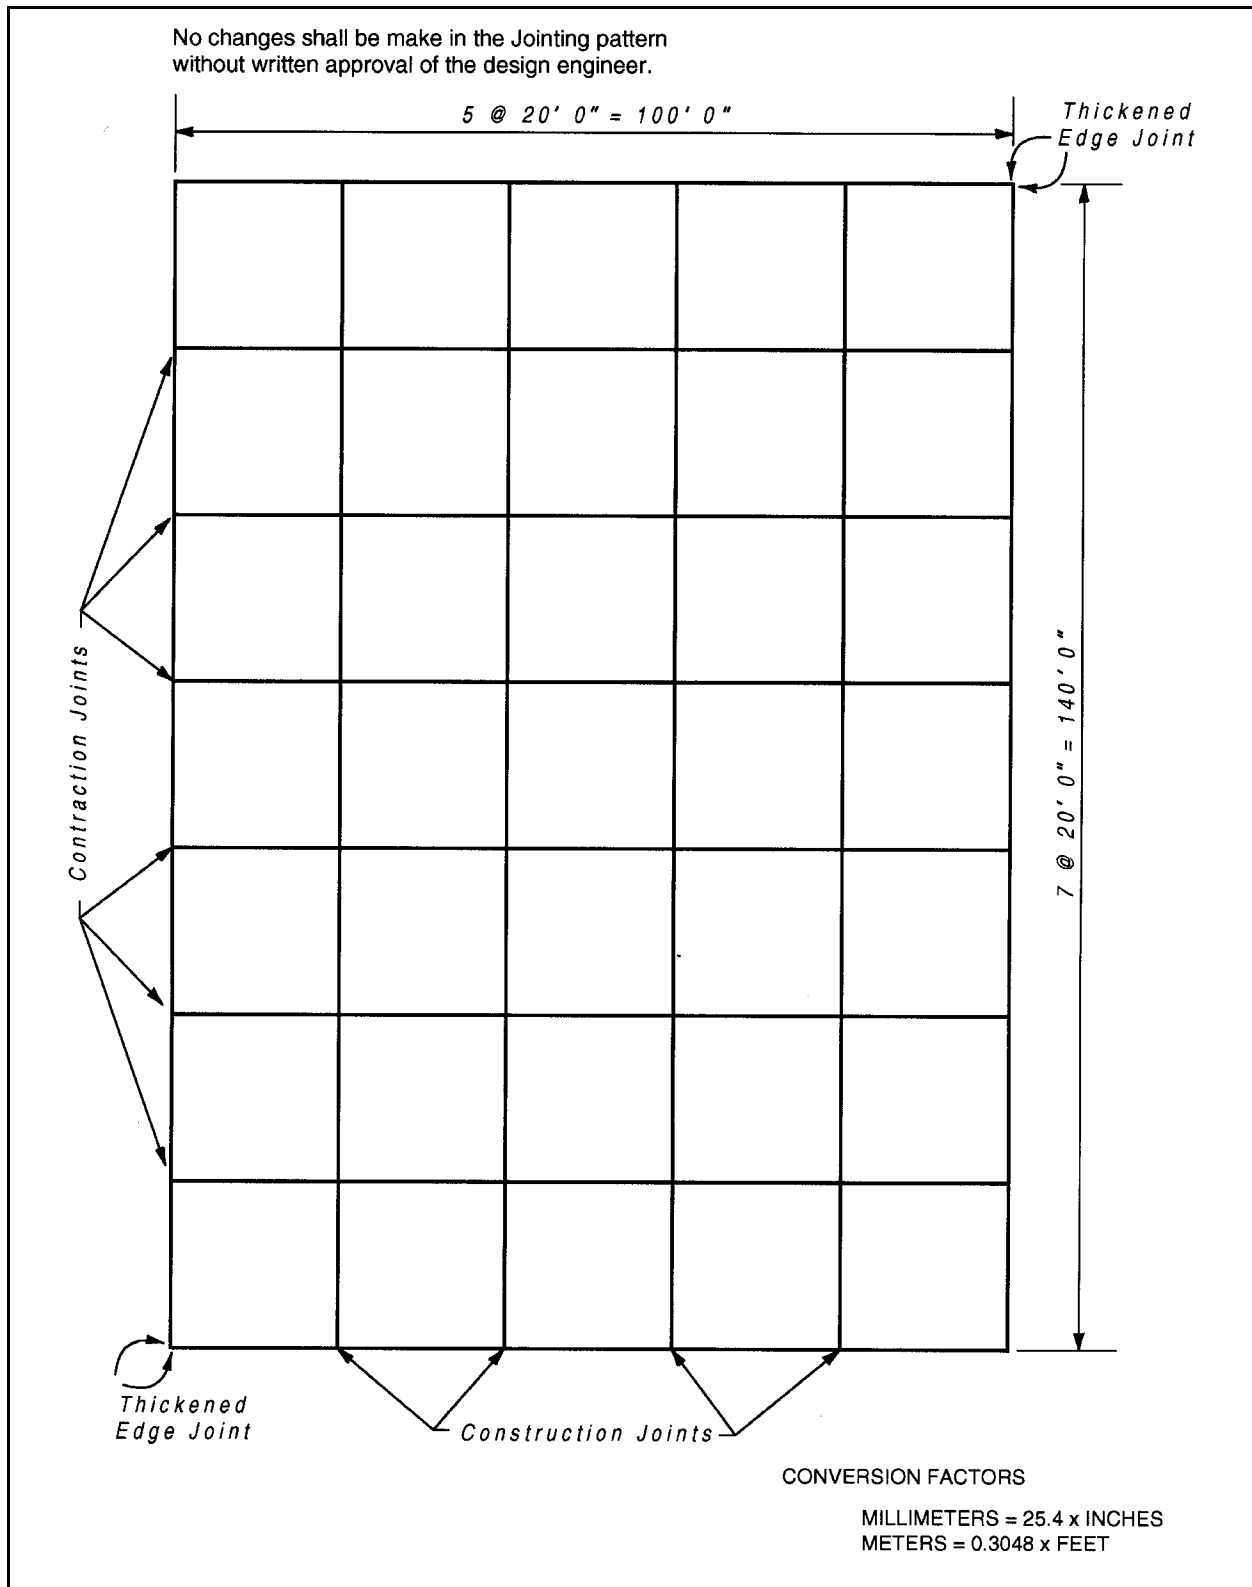 No changes shall be make in the Jointing pattern
without written approval of the design engineer.
5 @ 20' 0" = 100' 0"
Thickened
Edge Joint
Contraction Joints
7 @ 20' 0" = 140' 0"
Thickened
Edge Joint
Construction Joints
CONVERSION FACTORS
MILLIMETERS = 25.4 x INCHES
METERS = 0.3048 x FEET